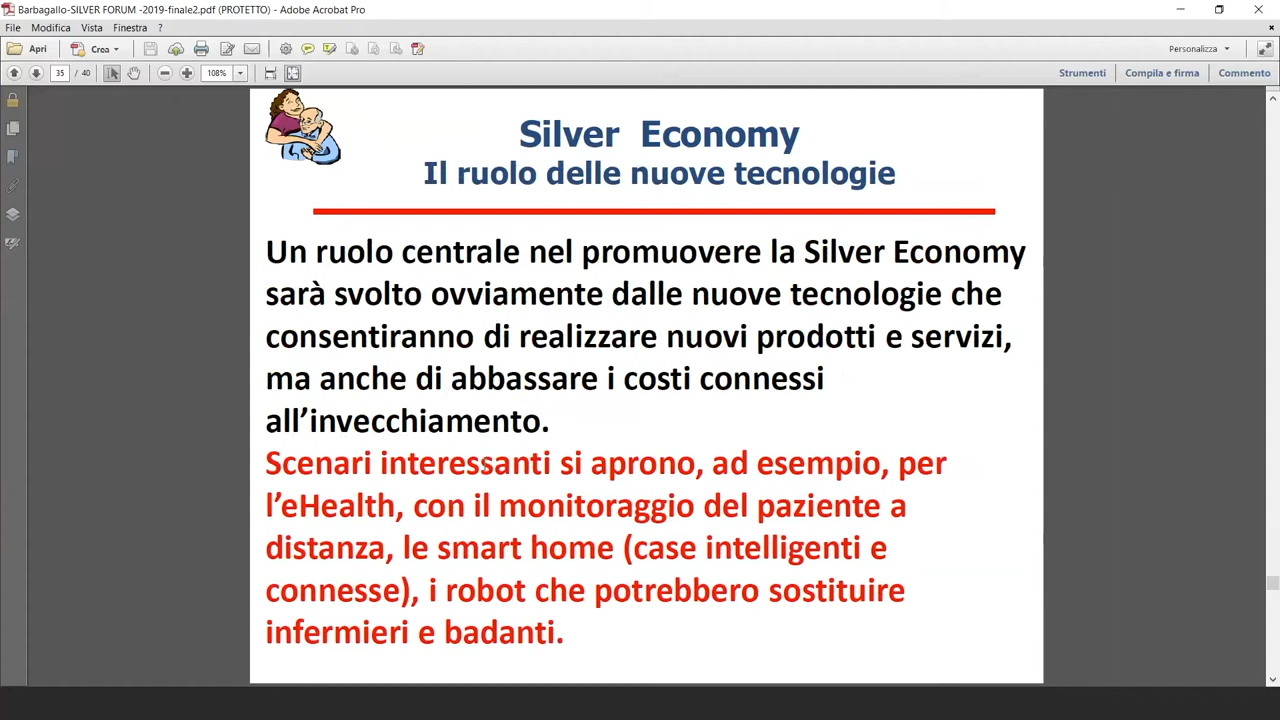 Barbagallo-SILVER FORUM -2019-finale2.pdf (PROTETTO) - Adobe Acrobat Pro
File Modifica Vista Finestra ?
Apri Crea Personalizza
35 / 40 108% Strumenti Compila e firma Commento
Silver Economy
Il ruolo delle nuove tecnologie
Un ruolo centrale nel promuovere la Silver Economy
sarà svolto ovviamente dalle nuove tecnologie che
consentiranno di realizzare nuovi prodotti e servizi,
ma anche di abbassare i costi connessi
all’invecchiamento.
Scenari interessanti si aprono, ad esempio, per
l’eHealth, con il monitoraggio del paziente a
distanza, le smart home (case intelligenti e
connesse), i robot che potrebbero sostituire
infermieri e badanti.